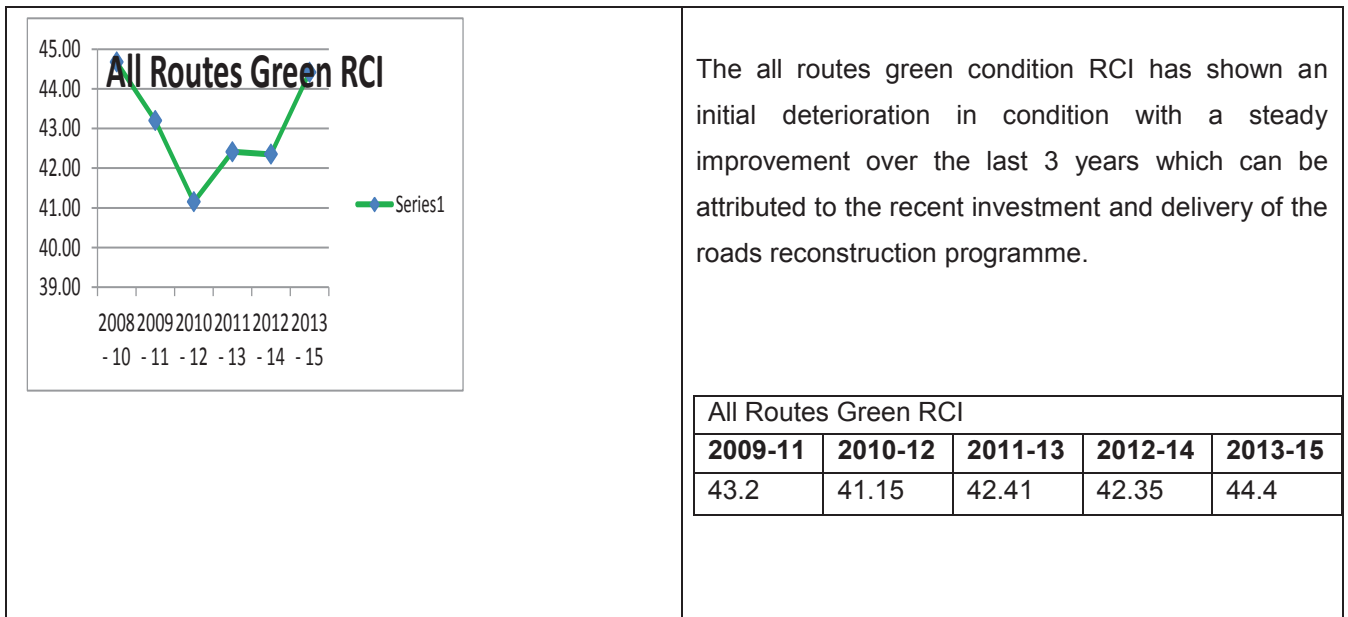 All Routes Green RCI
45.00
44.00
43.00
42.00
41.00
40.00
39.00
2008 2009 2010 2011 2012 2013
- 10 - 11 - 12 - 13 - 14 - 15
Series1
The all routes green condition RCI has shown an
initial deterioration in condition with a steady
improvement over the last 3 years which can be
attributed to the recent investment and delivery of the
roads reconstruction programme.
All Routes Green RCI
2009-11 2010-12 2011-13 2012-14 2013-15
43.2 41.15 42.41 42.35 44.4